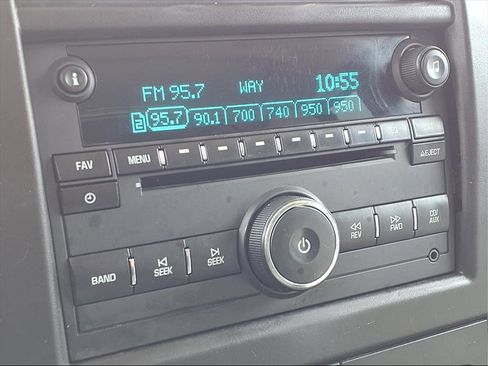 FM 95.7 WAY 10:55
2 95.7 90.1 700 740 950 950
FAV MENU EJECT
BAND SEEK SEEK REV FWD CD/AUX